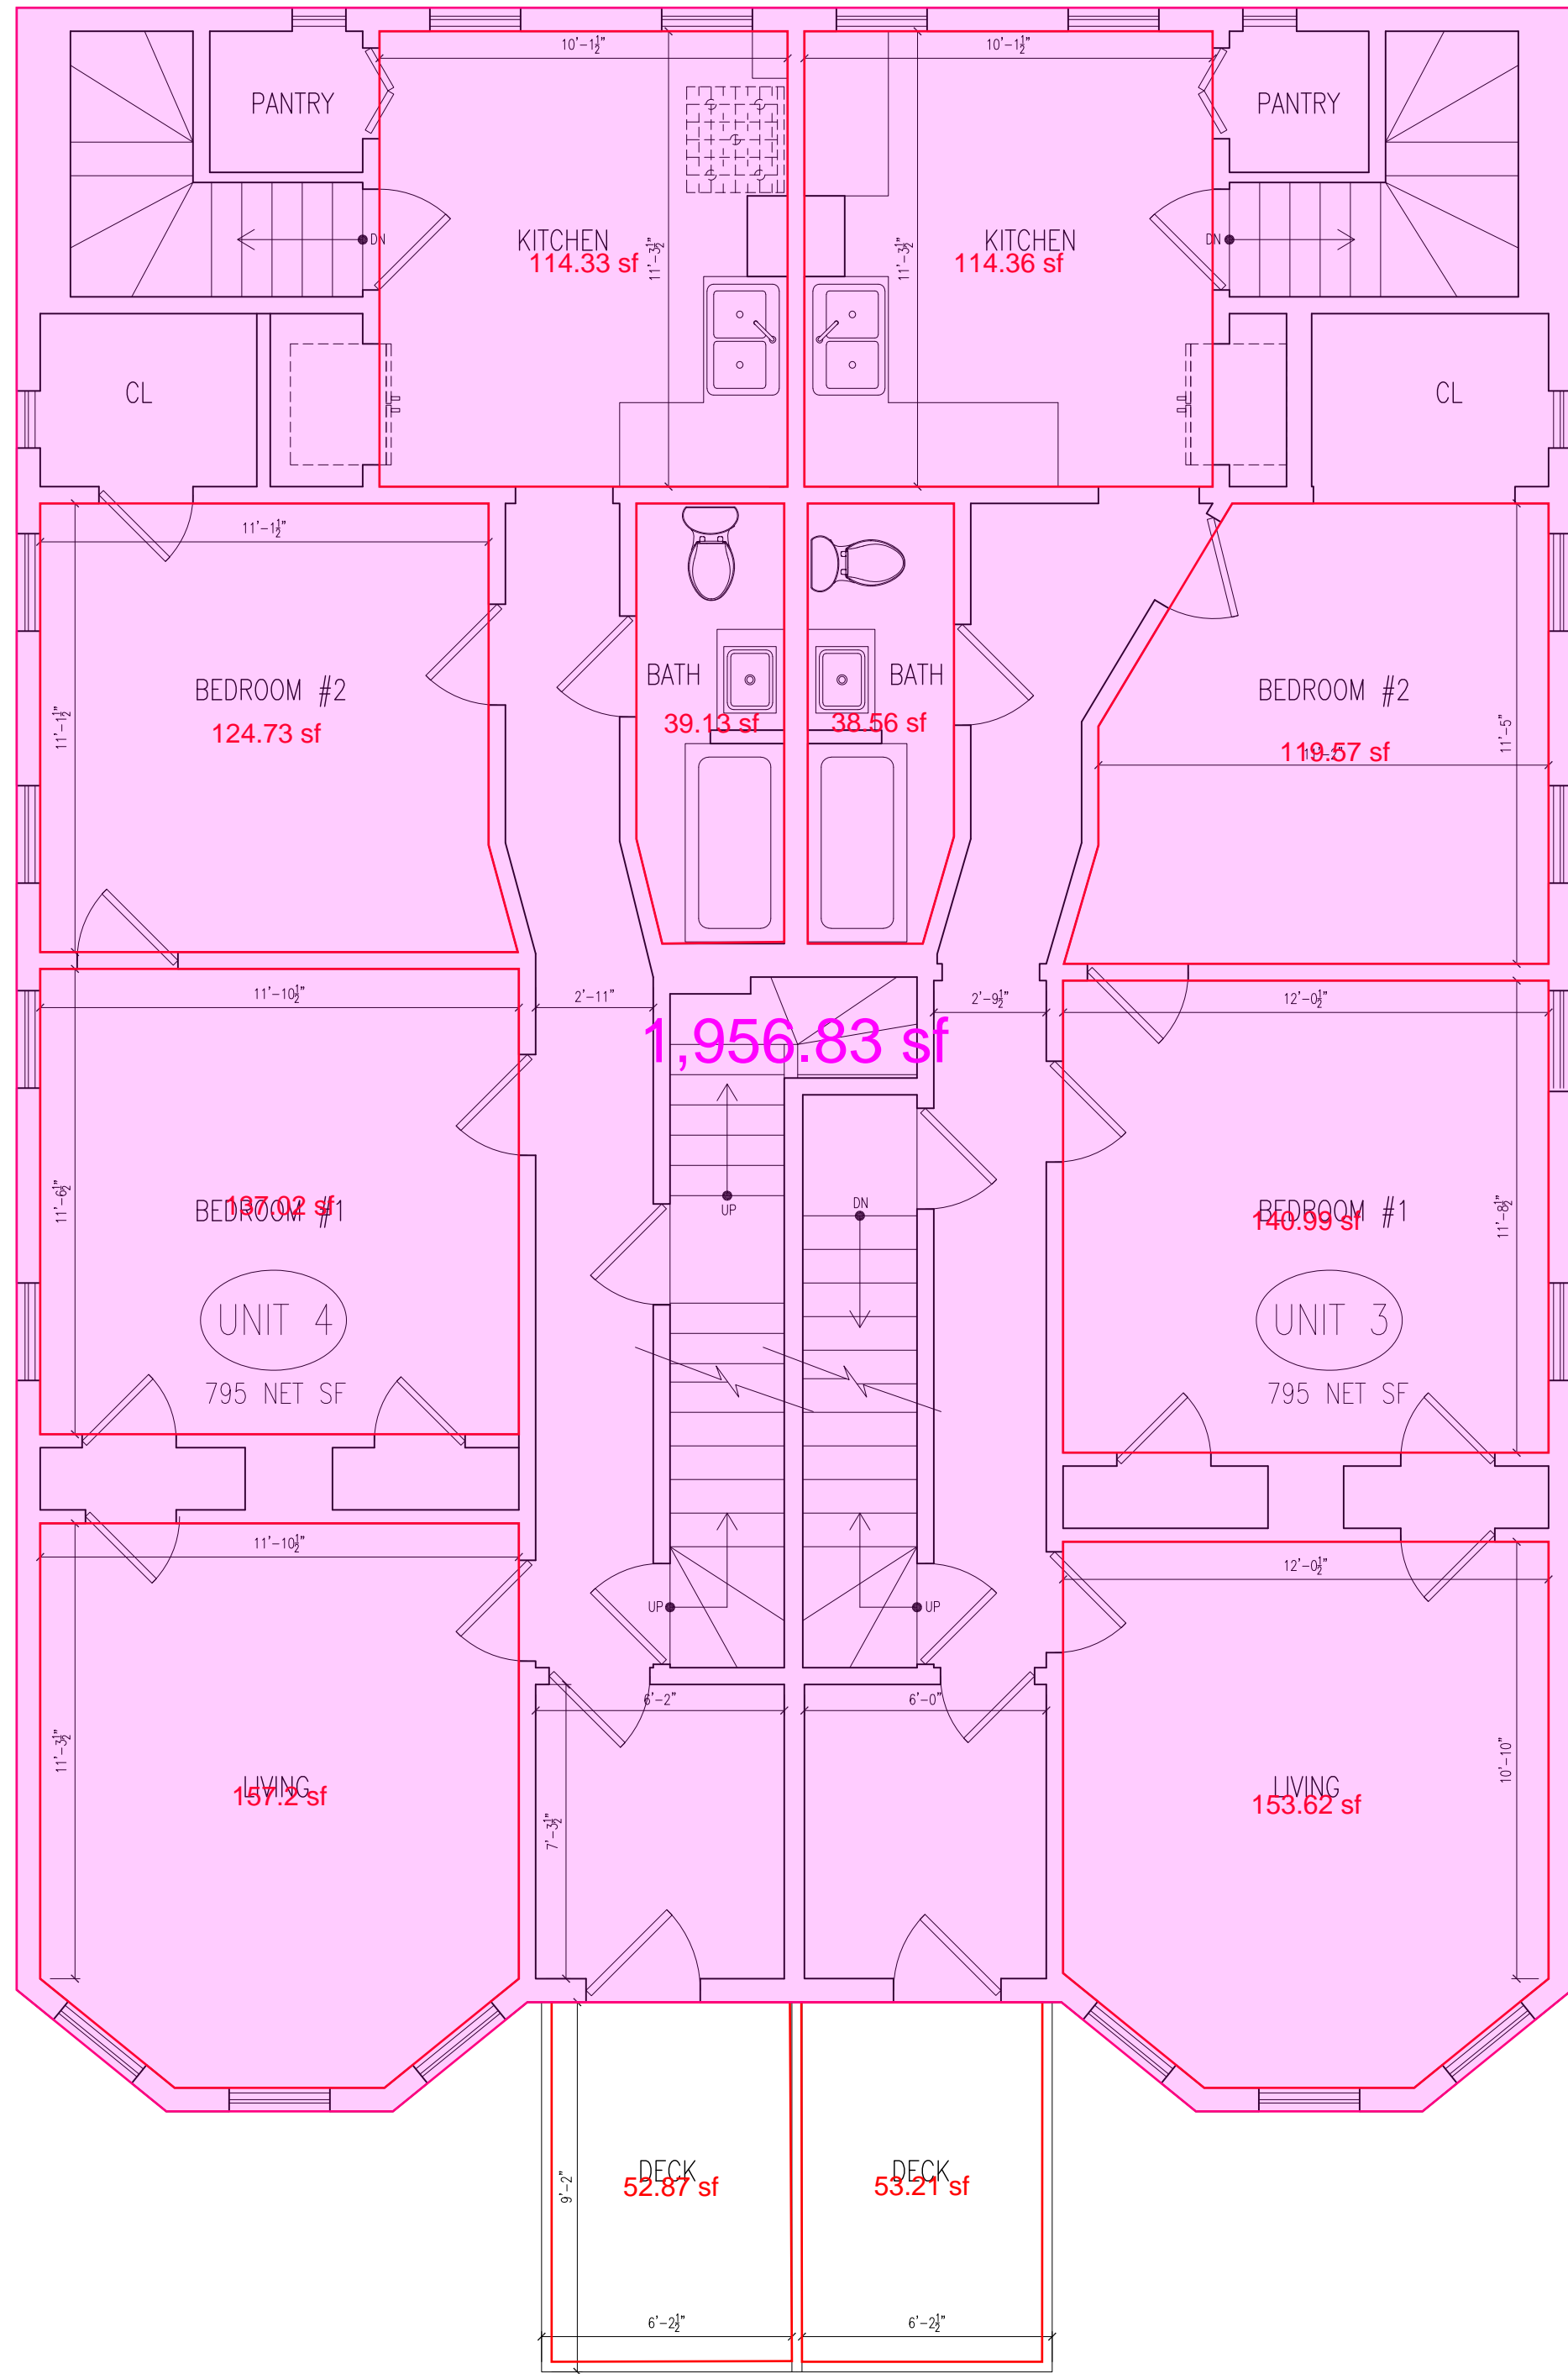 10'-1½" 10'-1½"
PANTRY PANTRY
DN KITCHEN 11'-3½" KITCHEN 11'-3½" DN
114.33 sf 114.36 sf
CL CL
11'-1½"
BATH BATH
BEDROOM #2 BEDROOM #2
11'-1½" 39.13 sf 38.56 sf 11'-5"
124.73 sf 119.57 sf
11'-2"
11'-10½" 2'-11" 2'-9½" 12'-0½"
1,956.83 sf
11'-6½" 137.02 sf UP DN 11'-8½"
BEDROOM #1 BEDROOM #1
140.99 sf
UNIT 4 UNIT 3
795 NET SF 795 NET SF
11'-10½" 12'-0½"
UP UP
6'-2" 6'-0"
11'-3½" 10'-10"
LIVING LIVING
157.2 sf 153.62 sf
7'-3½"
DECK DECK
9'-2" 52.87 sf 53.21 sf
6'-2½" 6'-2½"